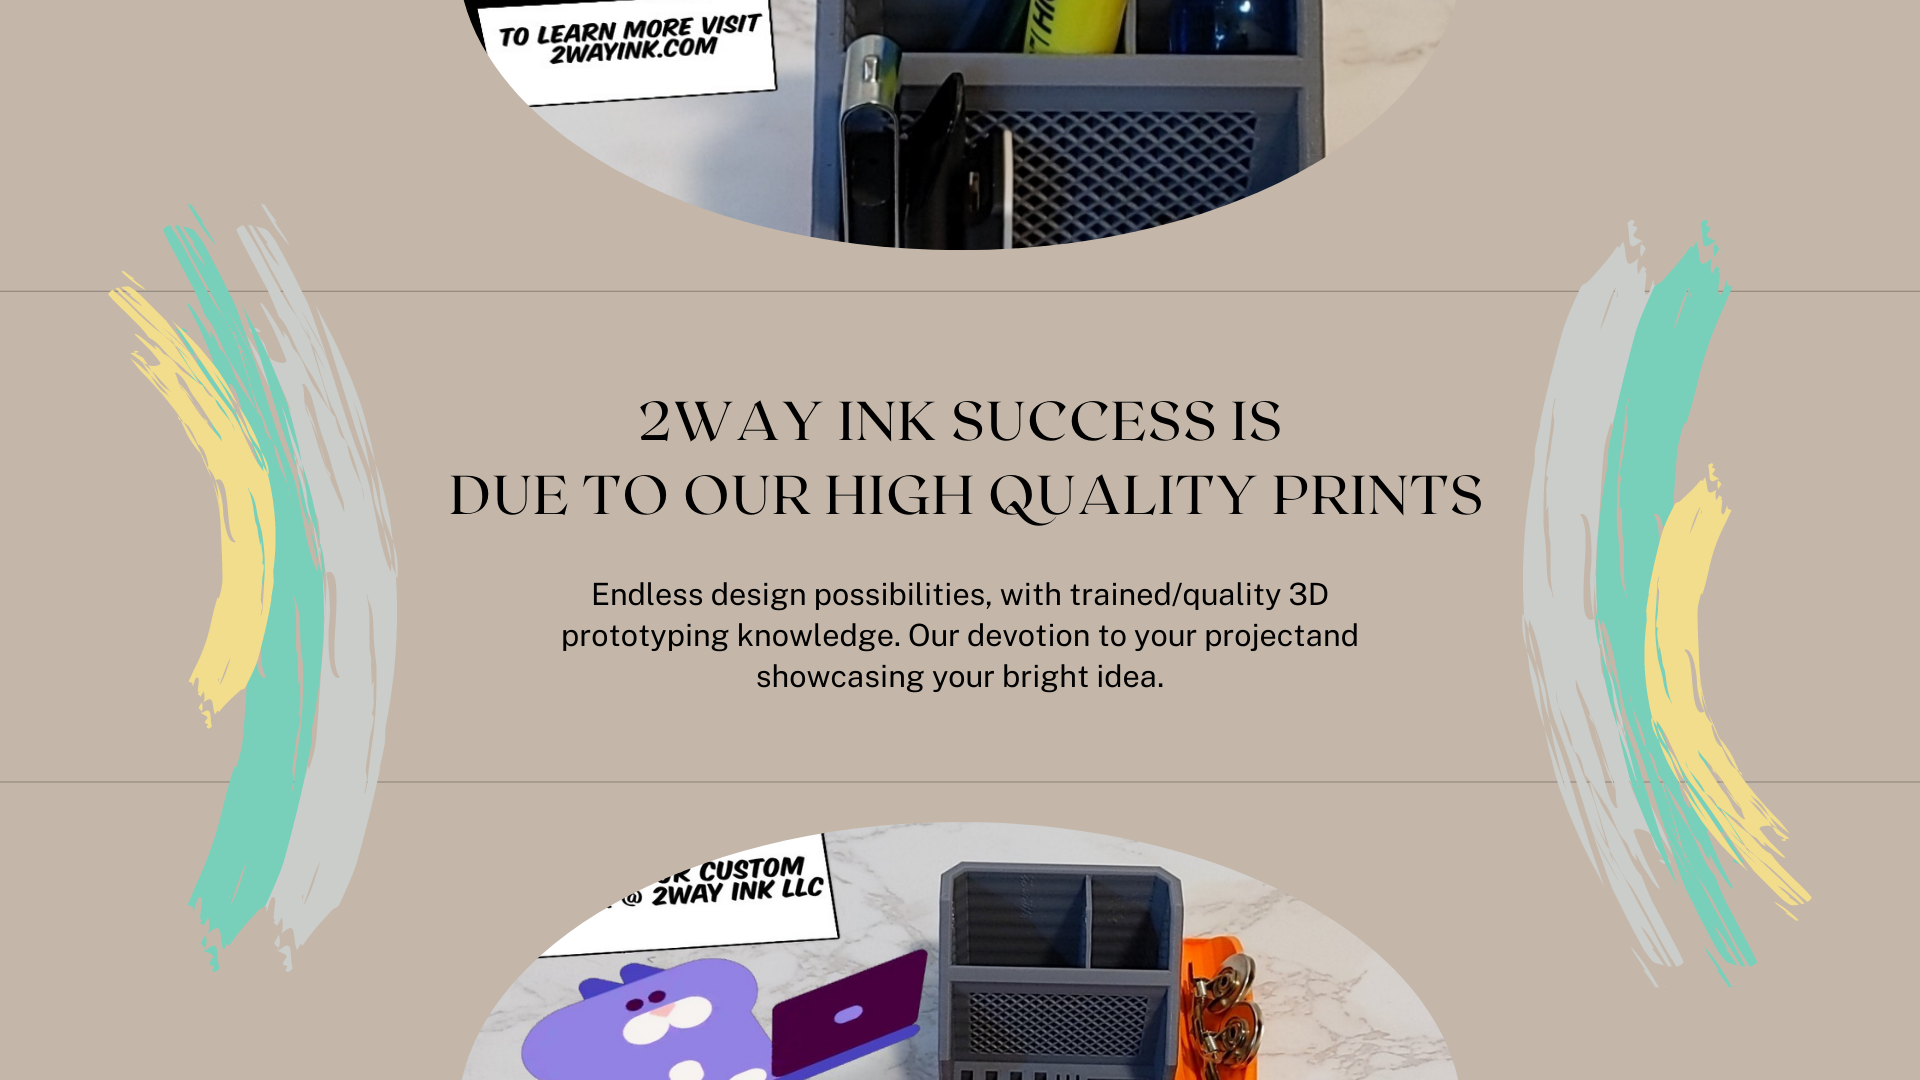 TO LEARN MORE VISIT
2WAYINK.COM
2WAY INK SUCCESS IS
DUE TO OUR HIGH QUALITY PRINTS
Endless design possibilities, with trained/quality 3D
prototyping knowledge. Our devotion to your projectand
showcasing your bright idea.
CUSTOM
@ 2WAY INK LLC